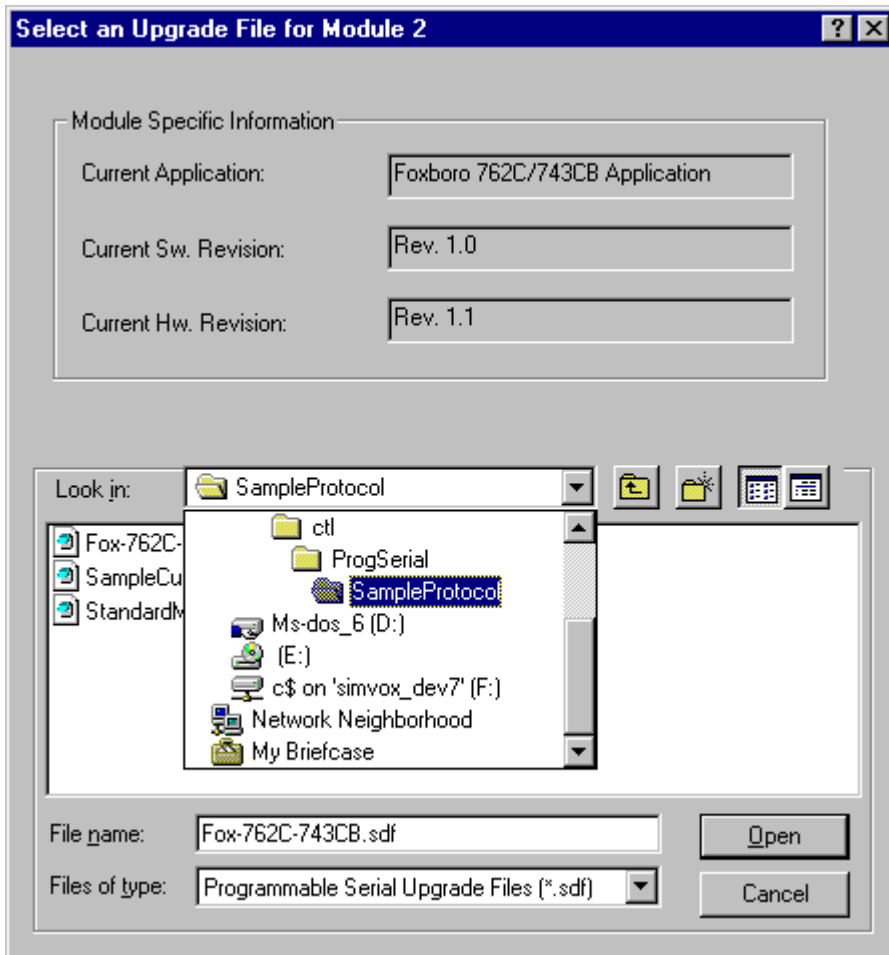 Select an Upgrade File for Module 2
Module Specific Information
Current Application: Foxboro 762C/743CB Application
Current Sw. Revision: Rev. 1.0
Current Hw. Revision: Rev. 1.1
Look in: SampleProtocol
Fox-762C-
SampleCu
StandardM
ctl
ProgSerial
SampleProtocol
Ms-dos_6 (D:)
(E:)
c$ on 'simvox_dev7' (F:)
Network Neighborhood
My Briefcase
File name: Fox-762C-743CB.sdf
Open
Files of type: Programmable Serial Upgrade Files (*.sdf)
Cancel